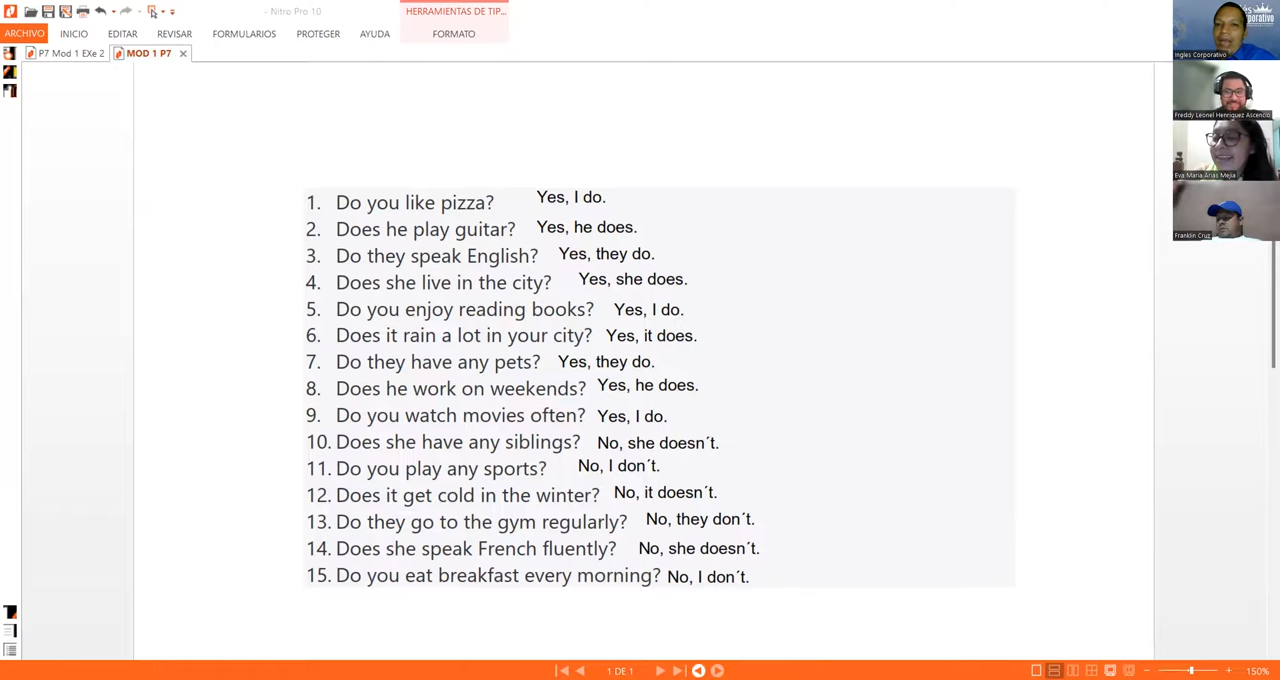 - Nitro Pro 10
HERRAMIENTAS DE TIP...
ARCHIVO INICIO EDITAR REVISAR FORMULARIOS PROTEGER AYUDA FORMATO
P7 Mod 1 EXe 2 MOD 1 P7
Ingles Corporativo
Freddy Leonel Henriquez Ascencio
Eva Maria Arias Mejia
Franklin Cruz
1. Do you like pizza? Yes, I do.
2. Does he play guitar? Yes, he does.
3. Do they speak English? Yes, they do.
4. Does she live in the city? Yes, she does.
5. Do you enjoy reading books? Yes, I do.
6. Does it rain a lot in your city? Yes, it does.
7. Do they have any pets? Yes, they do.
8. Does he work on weekends? Yes, he does.
9. Do you watch movies often? Yes, I do.
10. Does she have any siblings? No, she doesn´t.
11. Do you play any sports? No, I don´t.
12. Does it get cold in the winter? No, it doesn´t.
13. Do they go to the gym regularly? No, they don´t.
14. Does she speak French fluently? No, she doesn´t.
15. Do you eat breakfast every morning? No, I don´t.
1 DE 1
150%